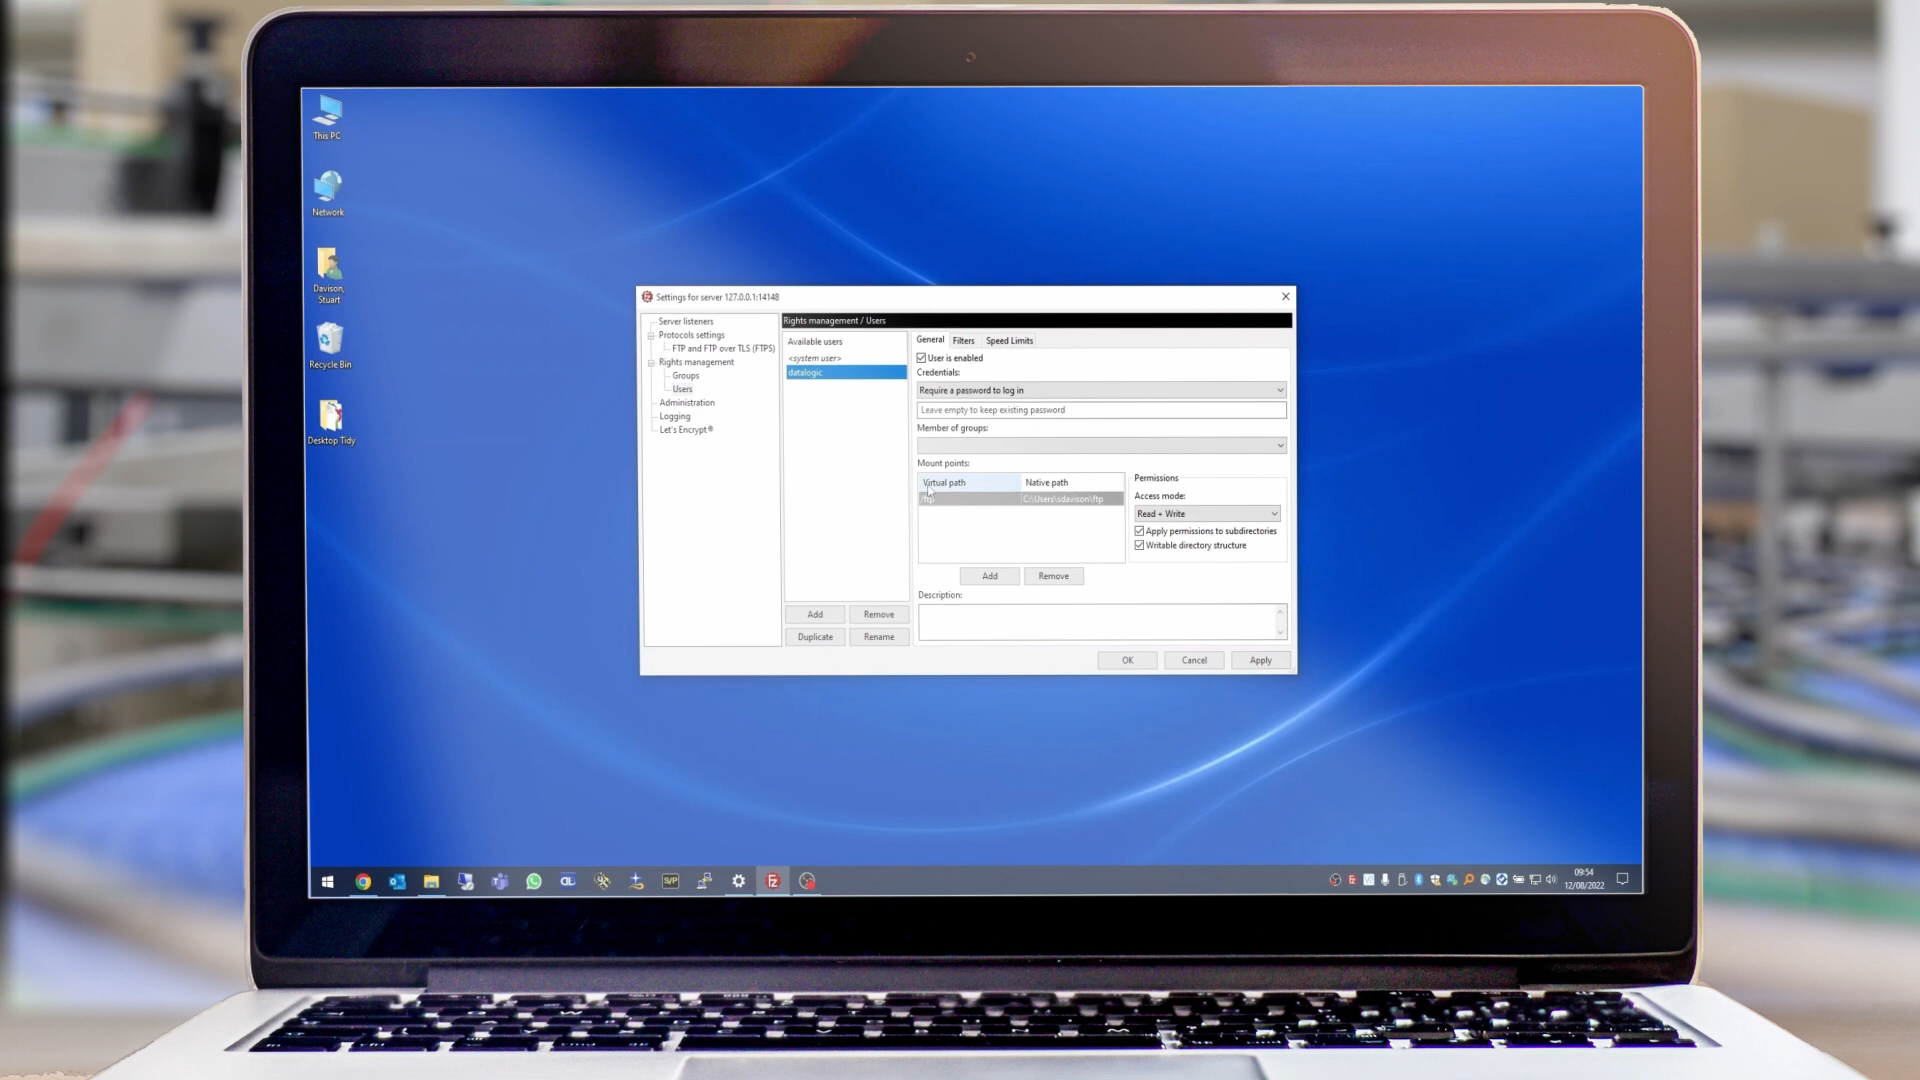 This PC
Network
Davison,
Stuart
Recycle Bin
Desktop Tidy
Settings for server 127.0.0.1:14148
Server listeners
Protocols settings
FTP and FTP over TLS (FTPS)
Rights management
Groups
Users
Administration
Logging
Let's Encrypt®
Rights management / Users
Available users
<system user>
datalogic
Add
Remove
Duplicate
Rename
General
Filters
Speed Limits
User is enabled
Credentials:
Require a password to log in
Leave empty to keep existing password
Member of groups:
Mount points:
Virtual path
Native path
/ftp
C:\Users\sdavison\ftp
Permissions
Access mode:
Read + Write
Apply permissions to subdirectories
Writable directory structure
Add
Remove
Description:
OK
Cancel
Apply
S/P
09:54
12/08/2022